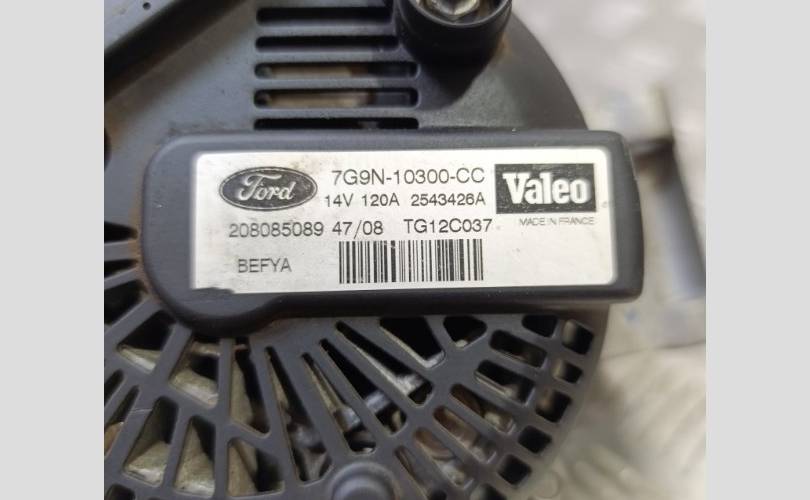 Ford 7G9N-10300-CC Valeo
14V 120A 2543426A
208085089 47/08 TG12C037 MADE IN FRANCE
BEFYA